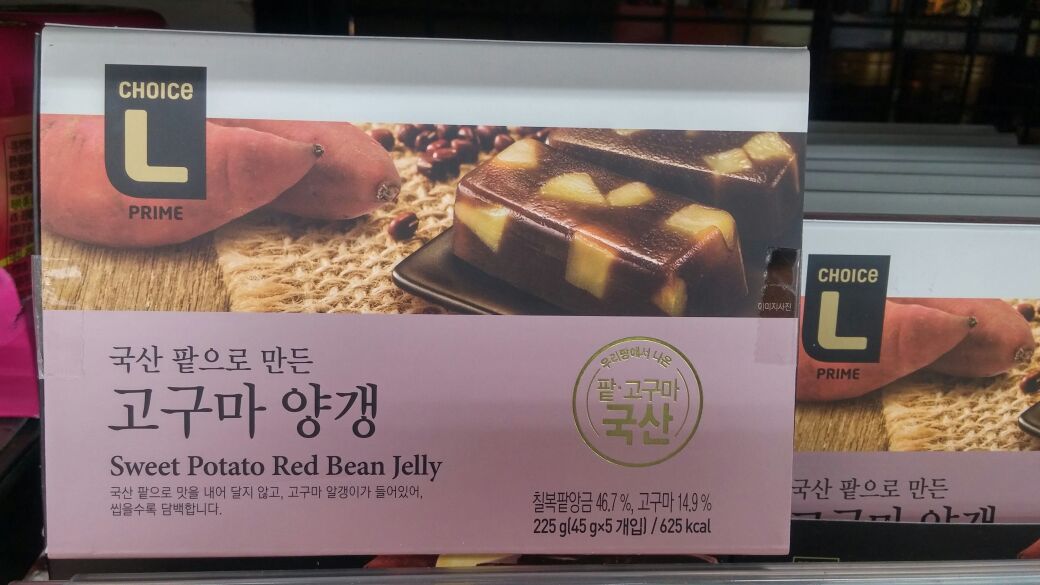 CHOICe
L
PRIME
이미지사진
국산 팥으로 만든
고구마 양갱
Sweet Potato Red Bean Jelly
국산 팥으로 맛을 내어 달지 않고, 고구마 알갱이가 들어있어,
씹을수록 담백합니다.
우리땅에서 나온
팥·고구마
국산
칠복팥앙금 46.7 %, 고구마 14.9 %
225 g(45 g×5 개입) / 625 kcal
CHOICe
L
PRIME
국산 팥으로 만든
고구마 양갱